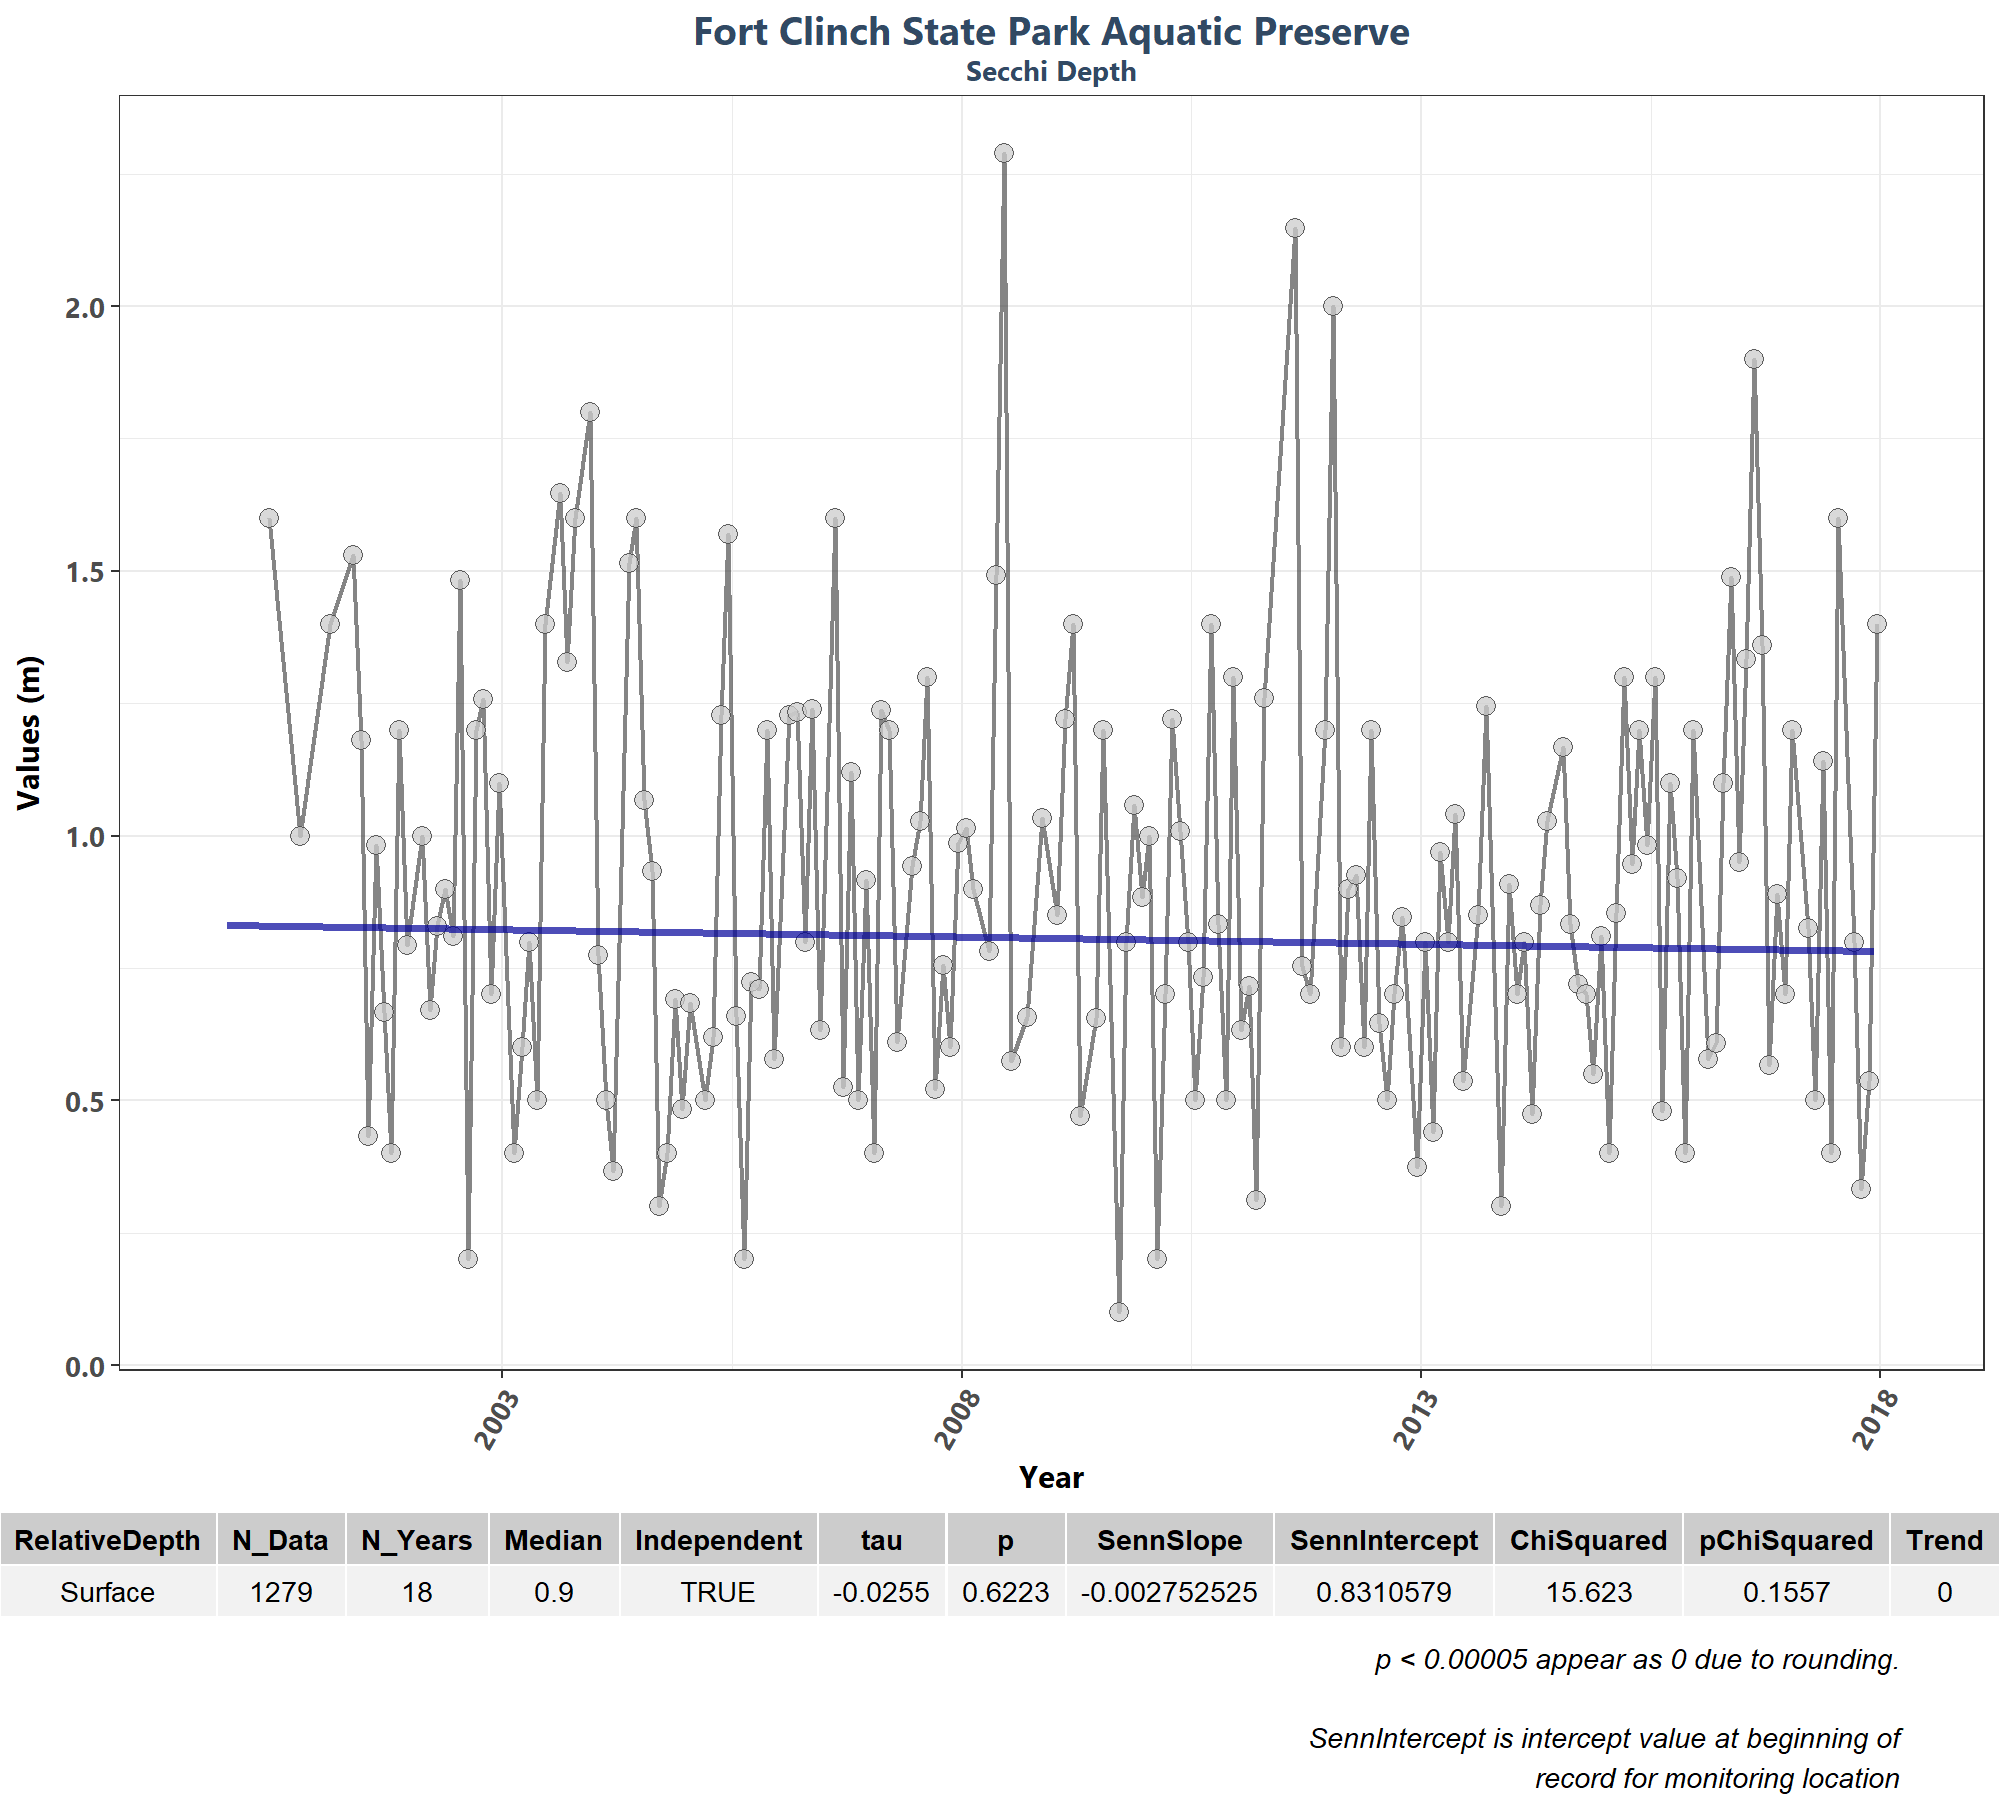 Fort Clinch State Park Aquatic Preserve
Secchi Depth
Values (m)
2.0
1.5
1.0
0.5
0.0
2003 2008 2013 2018
Year
RelativeDepth N_Data N_Years Median Independent tau p SennSlope SennIntercept ChiSquared pChiSquared Trend
Surface 1279 18 0.9 TRUE -0.0255 0.6223 -0.002752525 0.8310579 15.623 0.1557 0
p < 0.00005 appear as 0 due to rounding.
SennIntercept is intercept value at beginning of
record for monitoring location